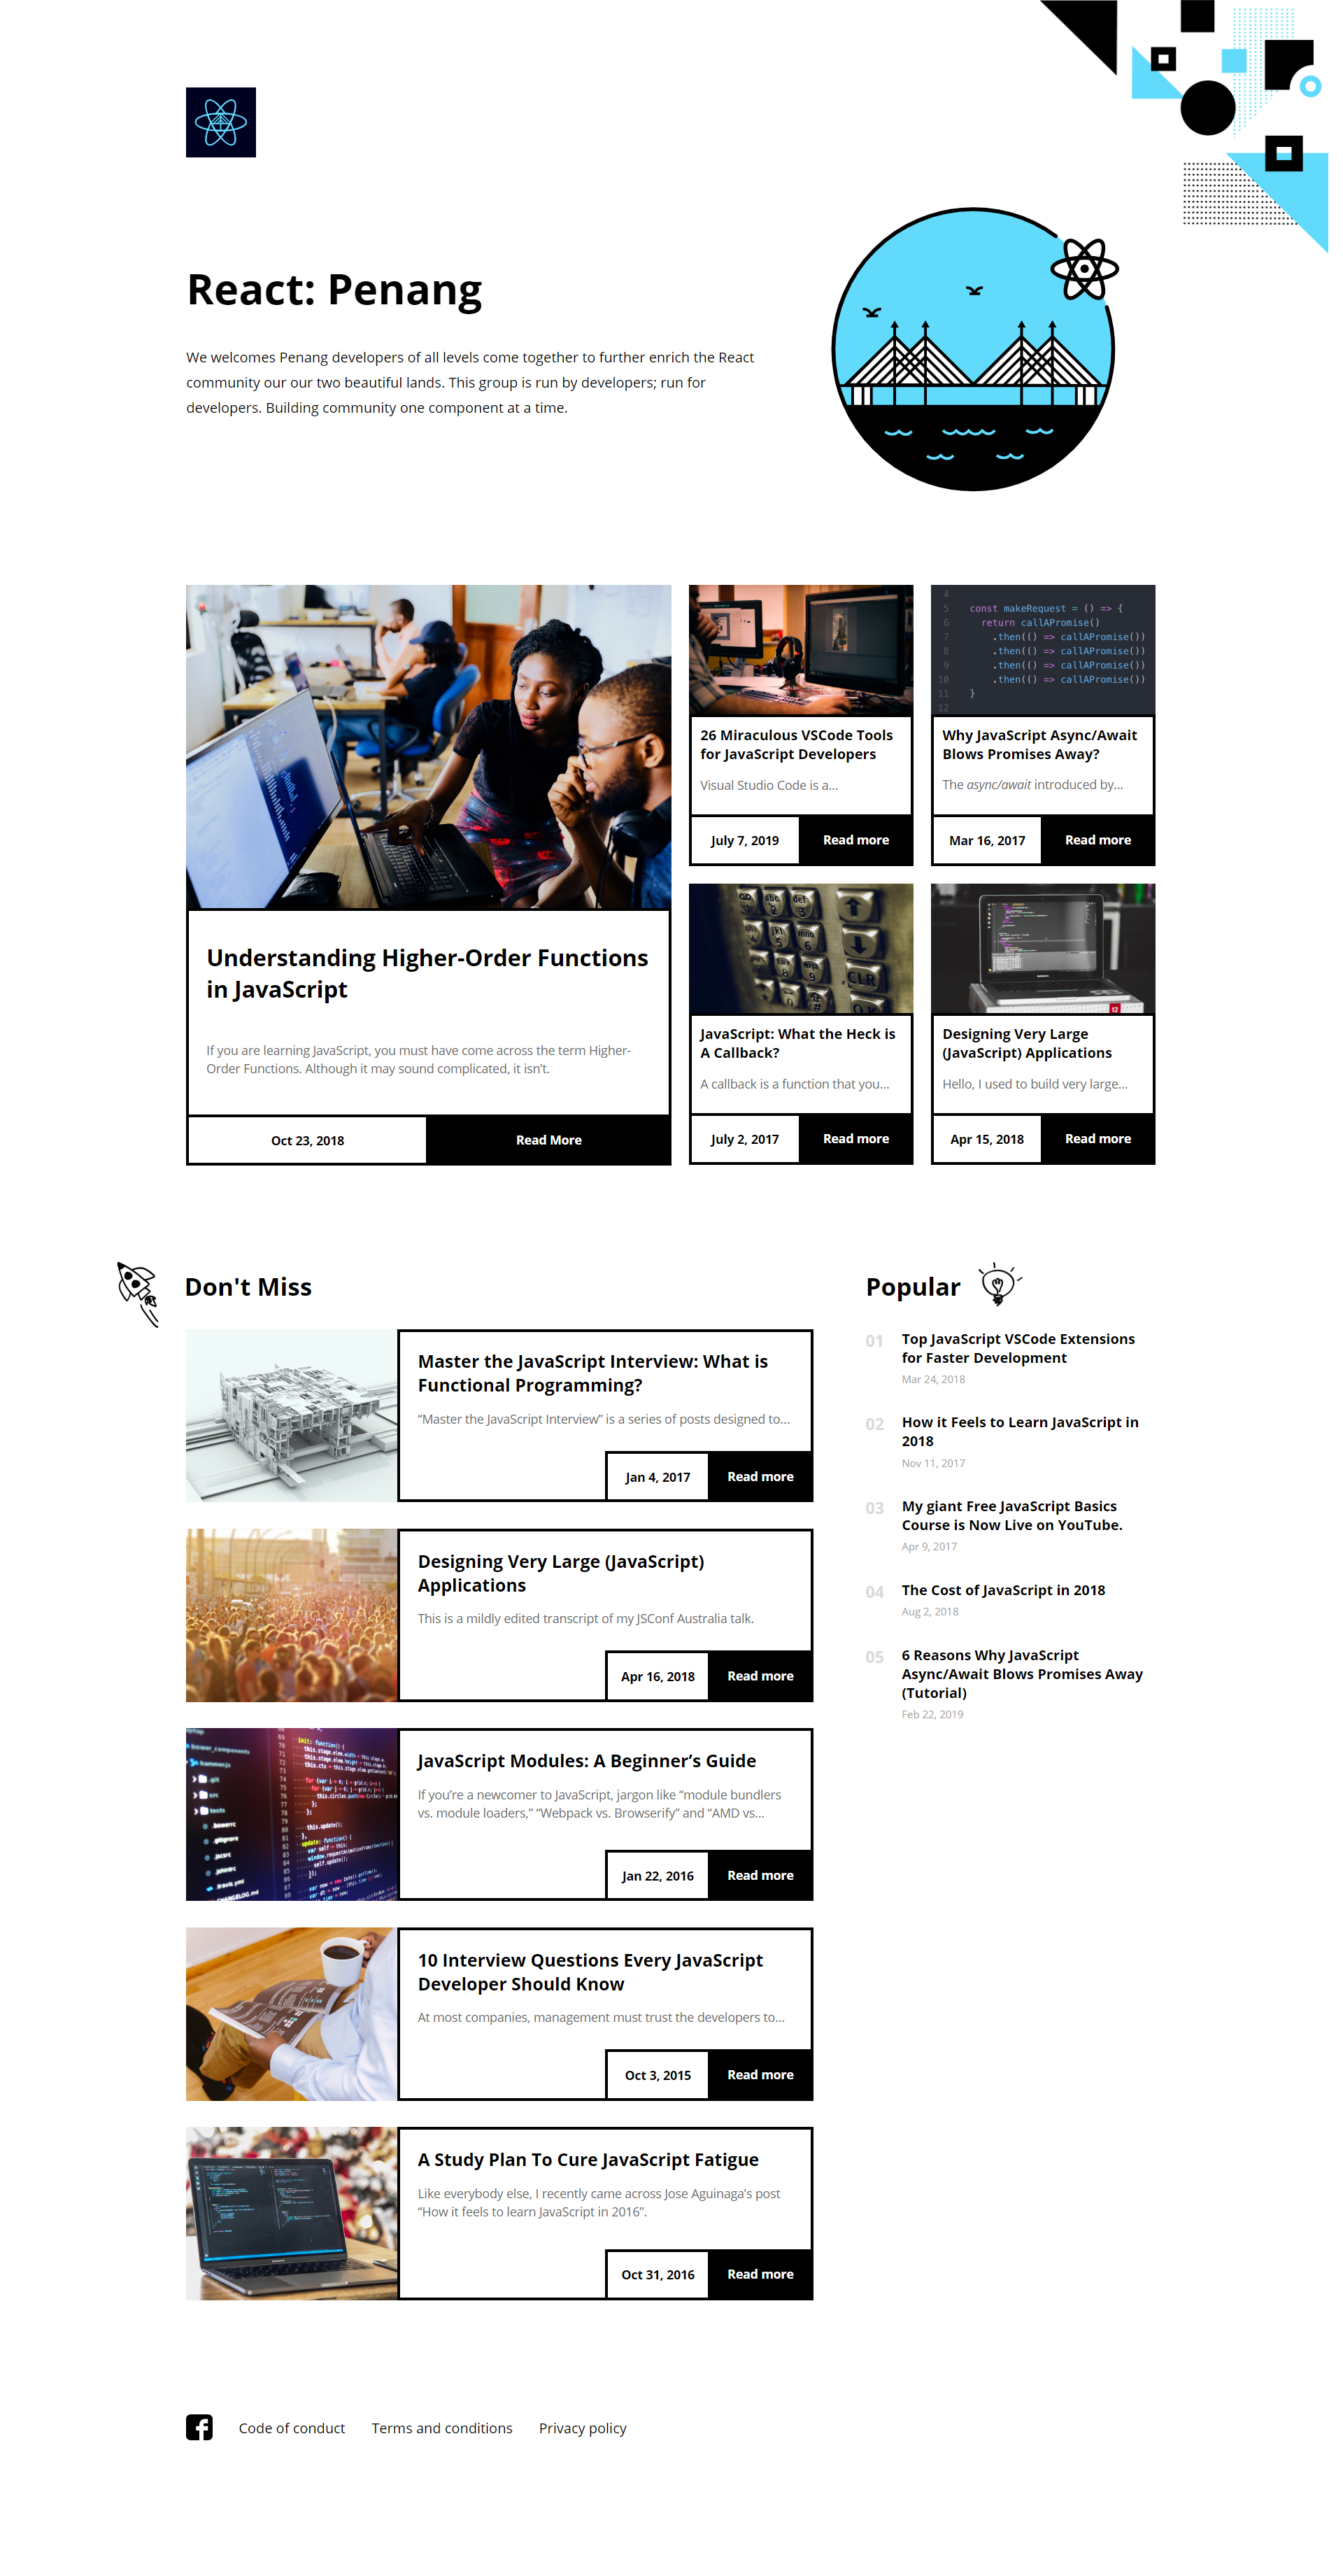 React: Penang
We welcomes Penang developers of all levels come together to further enrich the React
community our our two beautiful lands. This group is run by developers; run for
developers. Building community one component at a time.
Understanding Higher-Order Functions
in JavaScript
If you are learning JavaScript, you must have come across the term Higher-
Order Functions. Although it may sound complicated, it isn't.
Oct 23, 2018
Read More
26 Miraculous VSCode Tools
for JavaScript Developers
Visual Studio Code is a...
July 7, 2019
Read more
4
5 const makeRequest = () => {
6 return callAPromise()
7 .then(() => callAPromise())
8 .then(() => callAPromise())
9 .then(() => callAPromise())
10 .then(() => callAPromise())
11 }
12
Why JavaScript Async/Await
Blows Promises Away?
The async/await introduced by...
Mar 16, 2017
Read more
JavaScript: What the Heck is
A Callback?
A callback is a function that you...
July 2, 2017
Read more
Designing Very Large
(JavaScript) Applications
Hello, I used to build very large...
Apr 15, 2018
Read more
Don't Miss
Master the JavaScript Interview: What is
Functional Programming?
“Master the JavaScript Interview” is a series of posts designed to...
Jan 4, 2017
Read more
Designing Very Large (JavaScript)
Applications
This is a mildly edited transcript of my JSConf Australia talk.
Apr 16, 2018
Read more
JavaScript Modules: A Beginner’s Guide
If you’re a newcomer to JavaScript, jargon like “module bundlers
vs. module loaders,” “Webpack vs. Browserify” and “AMD vs...
Jan 22, 2016
Read more
10 Interview Questions Every JavaScript
Developer Should Know
At most companies, management must trust the developers to...
Oct 3, 2015
Read more
A Study Plan To Cure JavaScript Fatigue
Like everybody else, I recently came across Jose Aguinaga’s post
“How it feels to learn JavaScript in 2016”.
Oct 31, 2016
Read more
Popular
01
Top JavaScript VSCode Extensions
for Faster Development
Mar 24, 2018
02
How it Feels to Learn JavaScript in
2018
Nov 11, 2017
03
My giant Free JavaScript Basics
Course is Now Live on YouTube.
Apr 9, 2017
04
The Cost of JavaScript in 2018
Aug 2, 2018
05
6 Reasons Why JavaScript
Async/Await Blows Promises Away
(Tutorial)
Feb 22, 2019
Code of conduct
Terms and conditions
Privacy policy